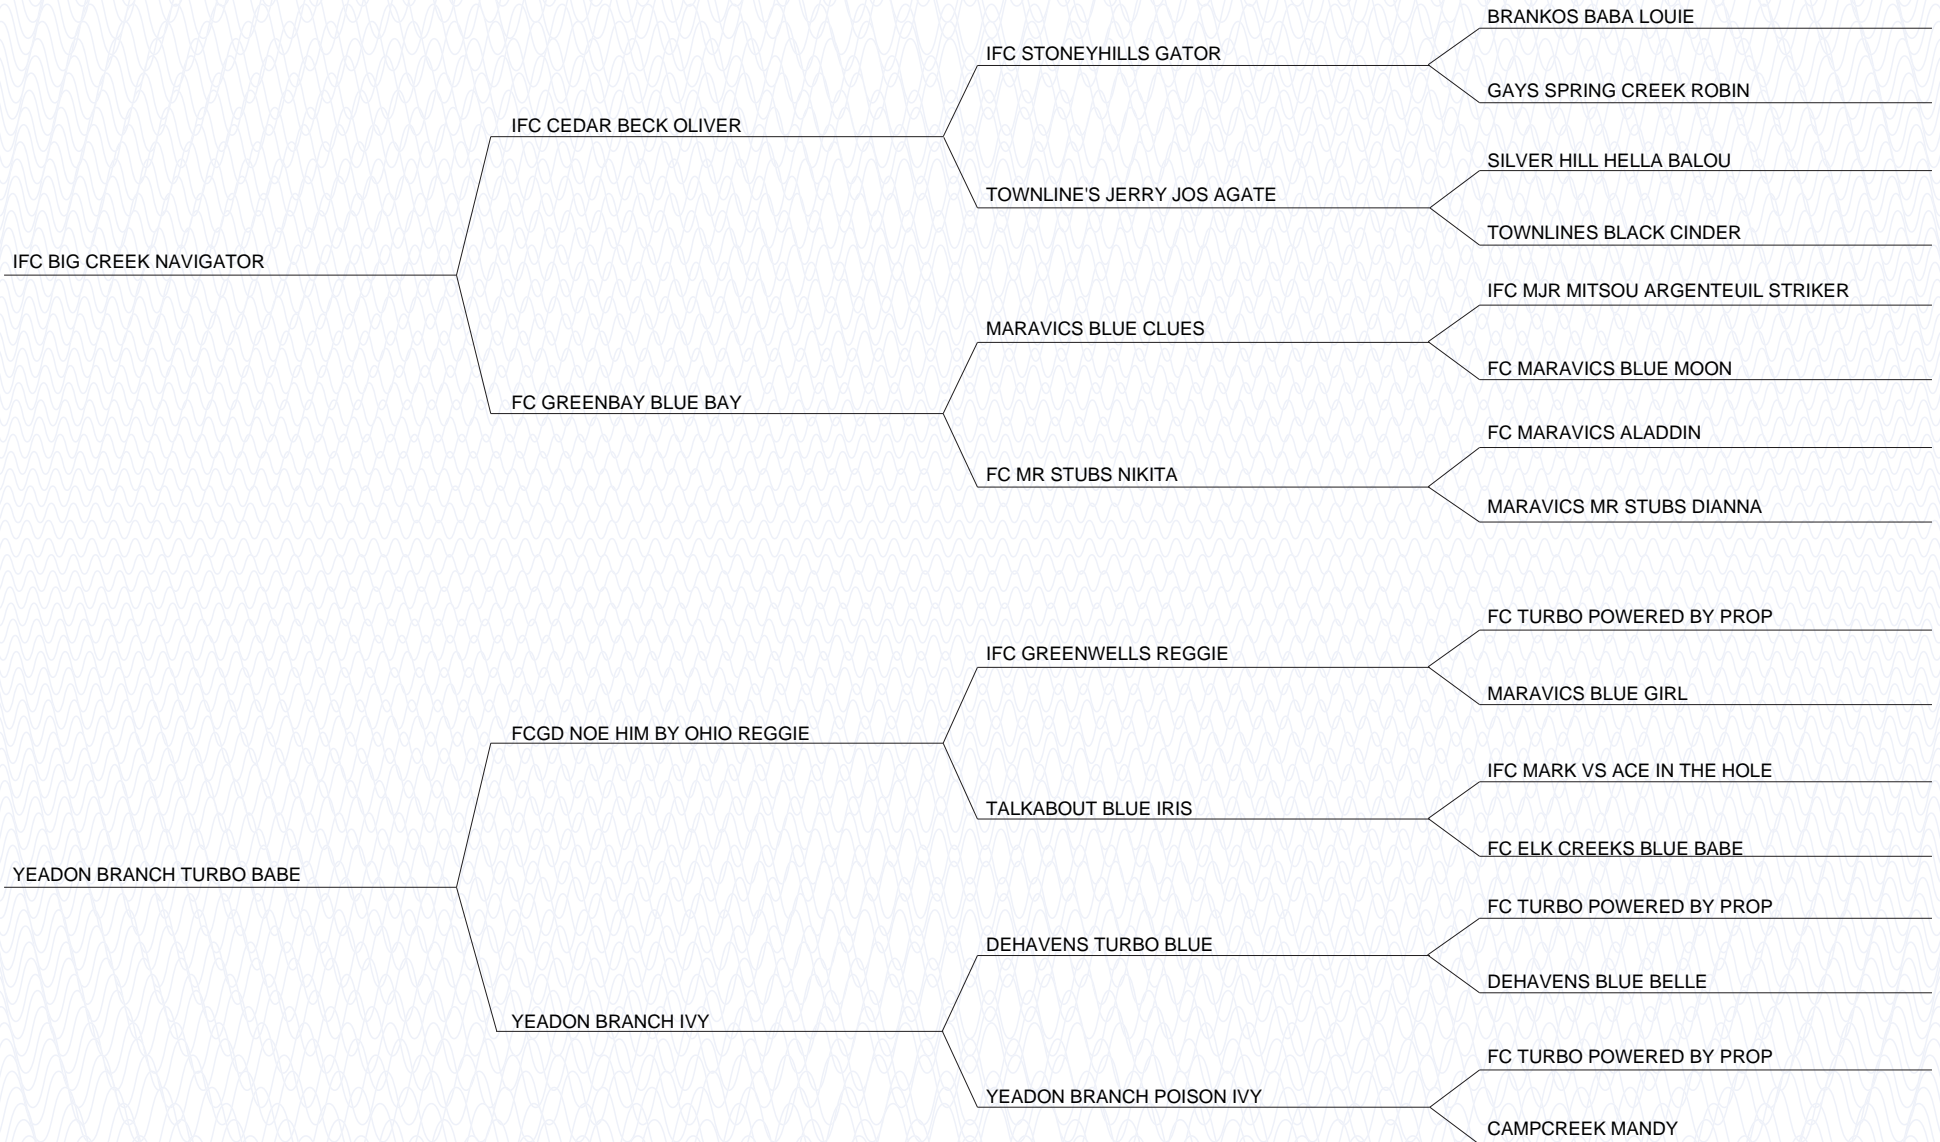 BRANKOS BABA LOUIE
IFC STONEYHILLS GATOR
GAYS SPRING CREEK ROBIN
IFC CEDAR BECK OLIVER
SILVER HILL HELLA BALOU
TOWNLINE'S JERRY JOS AGATE
TOWNLINES BLACK CINDER
IFC BIG CREEK NAVIGATOR
IFC MJR MITSOU ARGENTEUIL STRIKER
MARAVICS BLUE CLUES
FC MARAVICS BLUE MOON
FC GREENBAY BLUE BAY
FC MARAVICS ALADDIN
FC MR STUBS NIKITA
MARAVICS MR STUBS DIANNA
FC TURBO POWERED BY PROP
IFC GREENWELLS REGGIE
MARAVICS BLUE GIRL
FCGD NOE HIM BY OHIO REGGIE
IFC MARK VS ACE IN THE HOLE
TALKABOUT BLUE IRIS
FC ELK CREEKS BLUE BABE
YEADON BRANCH TURBO BABE
FC TURBO POWERED BY PROP
DEHAVENS TURBO BLUE
DEHAVENS BLUE BELLE
YEADON BRANCH IVY
FC TURBO POWERED BY PROP
YEADON BRANCH POISON IVY
CAMPCREEK MANDY